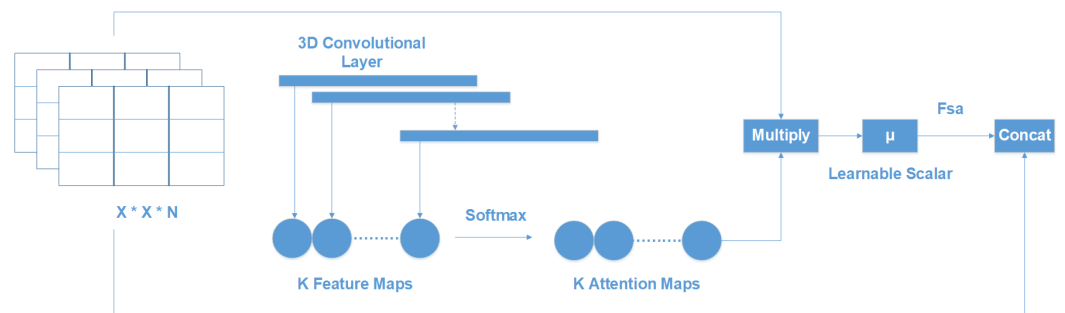 3D Convolutional
Layer
X * X * N
K Feature Maps
Softmax
K Attention Maps
Multiply
μ
Learnable Scalar
Fsa
Concat